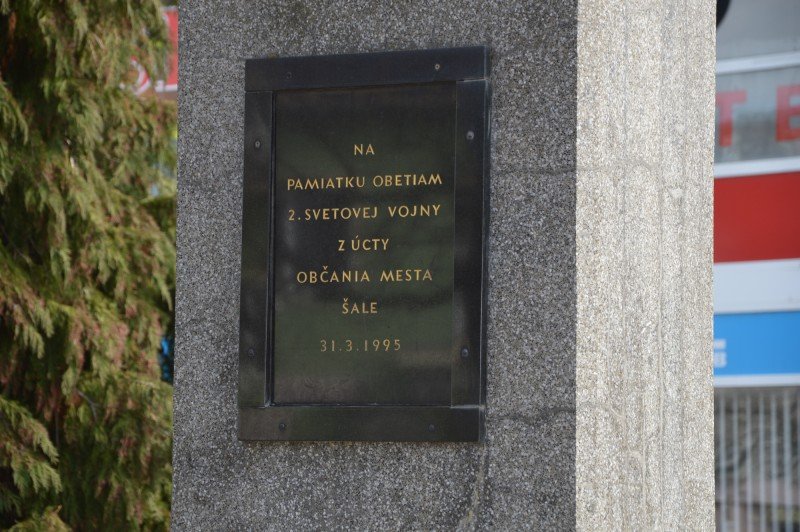 NA
PAMIATKU OBETIAM
2. SVETOVEJ VOJNY
Z ÚCTY
OBČANIA MESTA
ŠALE
31.3.1995